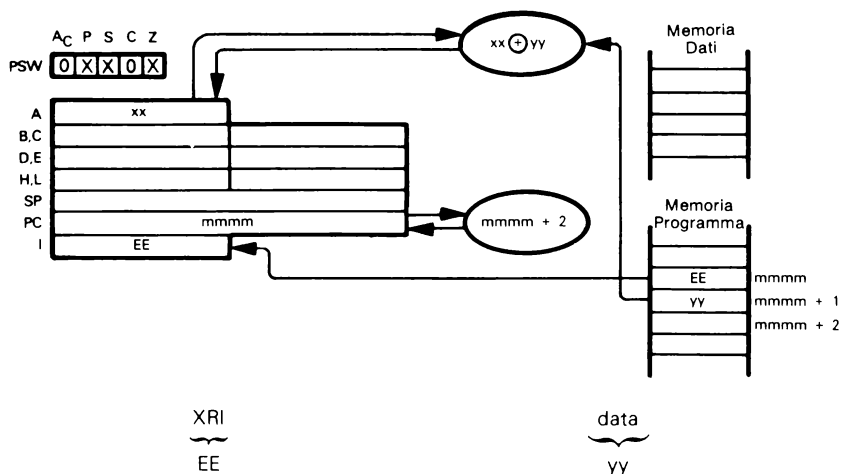 AC P S C Z
PSW 0 X X 0 X
xx ⊕ yy
Memoria
Dati
A xx
B,C
D,E
H,L
SP
PC mmmm
mmmm + 2
I EE
Memoria
Programma
EE mmmm
yy mmmm + 1
mmmm + 2
XRI data
EE yy